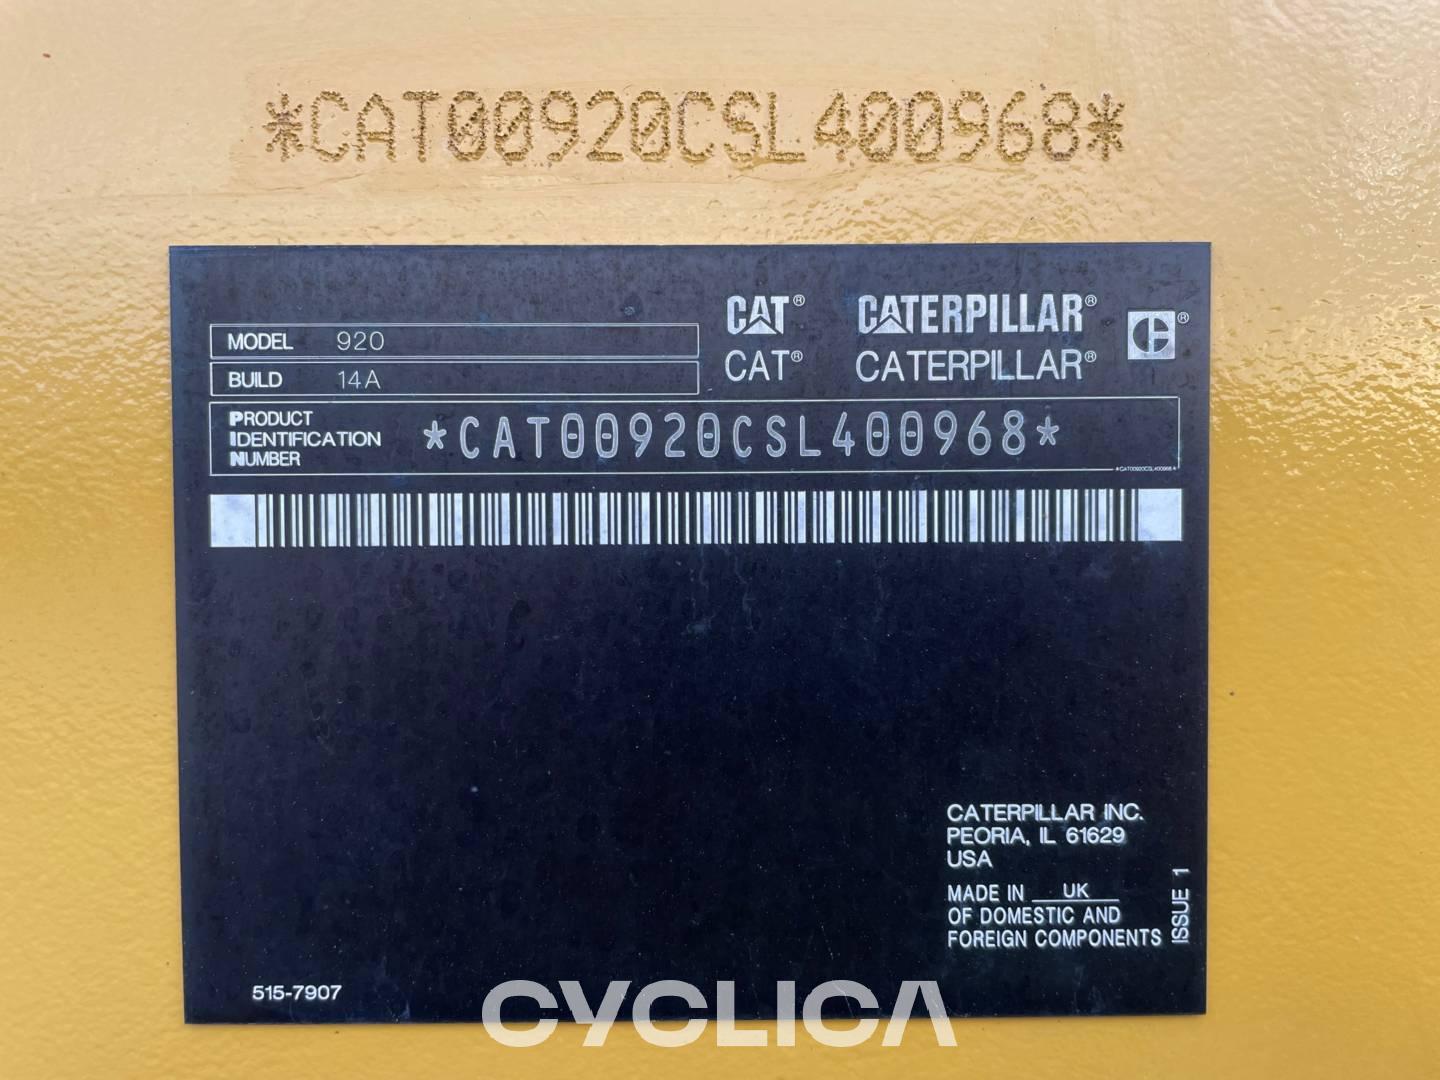 *CAT00920CSL400968*
CAT® CATERPILLAR®
MODEL 920
CAT® CATERPILLAR®
BUILD 14A
PRODUCT
IDENTIFICATION
NUMBER
*CAT00920CSL400968*
*CAT00920CSL400968*
CATERPILLAR INC.
PEORIA, IL 61629
USA
MADE IN UK
OF DOMESTIC AND
FOREIGN COMPONENTS
ISSUE 1
515-7907
CYCLICA